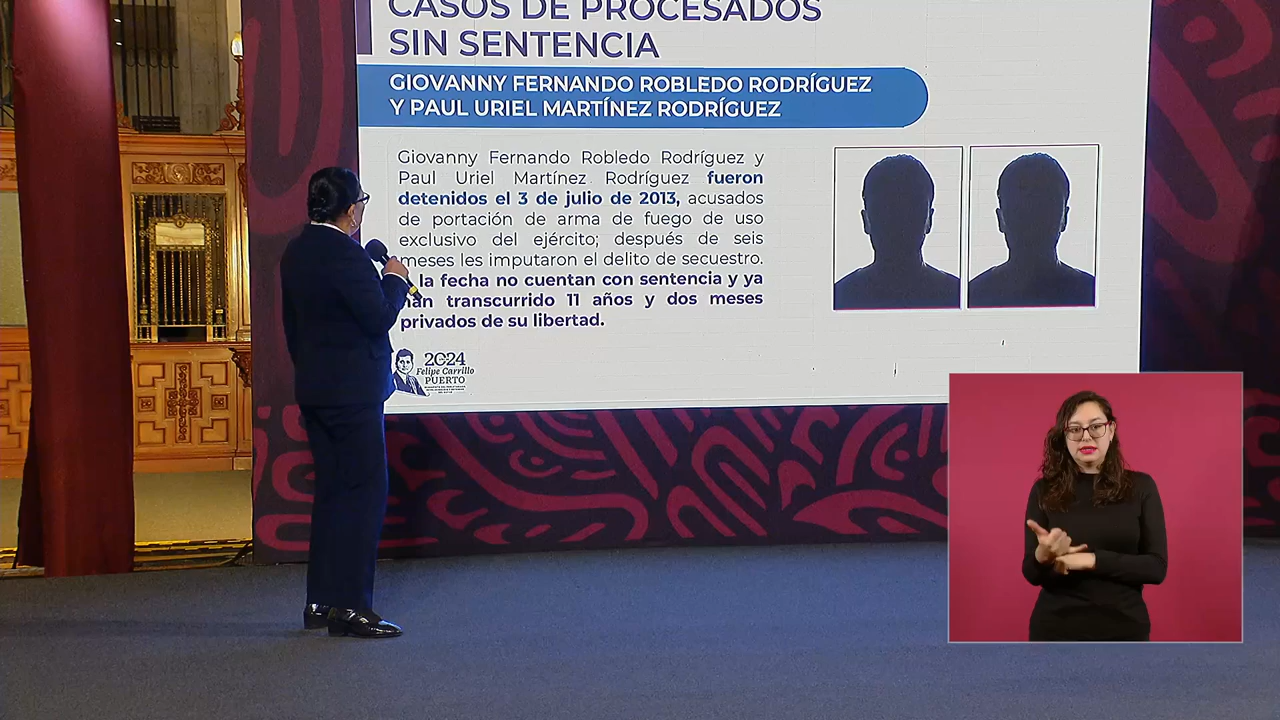 CASOS DE PROCESADOS
SIN SENTENCIA
GIOVANNY FERNANDO ROBLEDO RODRÍGUEZ
Y PAUL URIEL MARTÍNEZ RODRÍGUEZ
Giovanny Fernando Robledo Rodríguez y
Paul Uriel Martínez Rodríguez fueron
detenidos el 3 de julio de 2013, acusados
de portación de arma de fuego de uso
exclusivo del ejército; después de seis
meses les imputaron el delito de secuestro.
la fecha no cuentan con sentencia y ya
han transcurrido 11 años y dos meses
privados de su libertad.
2024
Felipe Carrillo
PUERTO